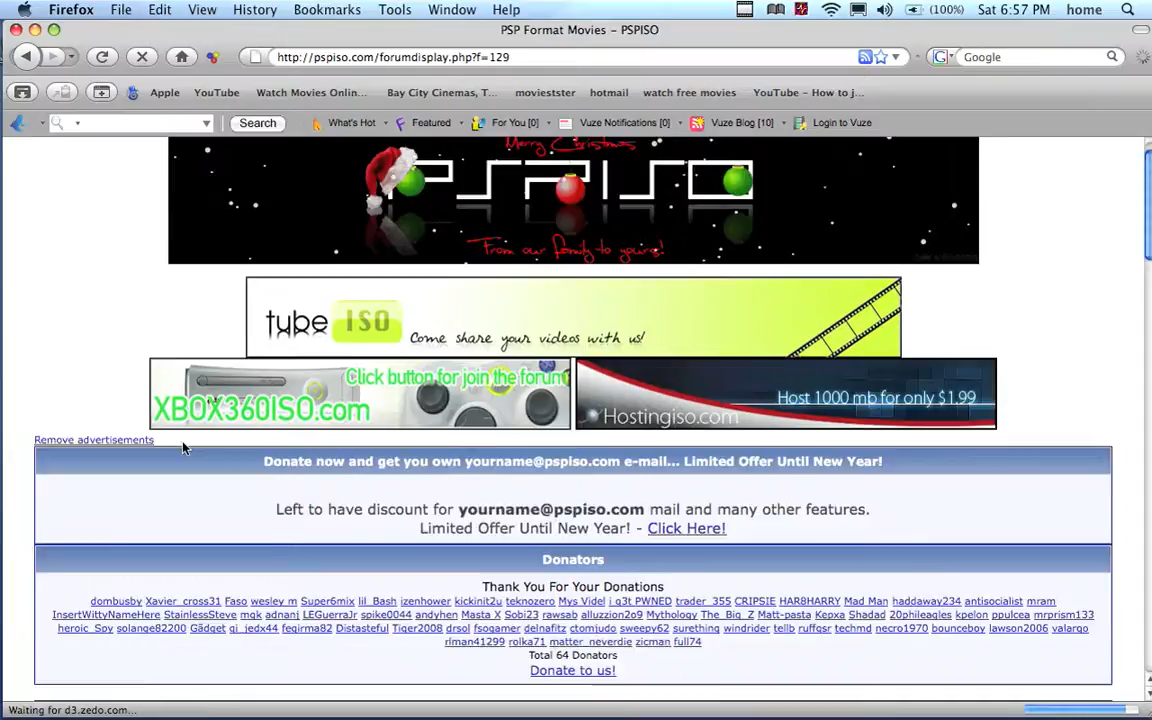 Firefox File Edit View History Bookmarks Tools Window Help (100%) Sat 6:57 PM home
PSP Format Movies – PSPISO
http://pspiso.com/forumdisplay.php?f=129 Google
Apple YouTube Watch Movies Onlin... Bay City Cinemas, T... moviestster hotmail watch free movies YouTube – How to j...
Search What's Hot Featured For You [0] Vuze Notifications [0] Vuze Blog [10] Login to Vuze
Merry Christmas
PSPISO
From our family to yours!
tube ISO Come share your videos with us!
Click button for join the forum
XBOX360ISO.com
Host 1000 mb for only $1.99
Hostingiso.com
Remove advertisements
Donate now and get you own yourname@pspiso.com e-mail... Limited Offer Until New Year!
Left to have discount for yourname@pspiso.com mail and many other features.
Limited Offer Until New Year! - Click Here!
Donators
Thank You For Your Donations
dombusby Xavier_cross31 Faso wesley m Super6mix lil_Bash izenhower kickinit2u teknozero Mys Videl i g3t PWNED trader_355 CRIPSIE HAR8HARRY Mad Man haddaway234 antisocialist mram
InsertWittyNameHere StainlessSteve mgk adnanj LEGuerraJr spike0044 andyhen Masta X Sobi23 rawsab alluzzion2o9 Mythology The_Big_Z Matt-pasta Kepxa Shadad 20phileagles kpelon ppulcea mrprism133
heroic_Spy solange82200 Gadget gi_jedx44 feqirma82 Distasteful Tiger2008 drsol fsogamer delnafitz ctomjudo sweepy62 surething windrider tellb ruffgsr techmd necro1970 bounceboy lawson2006 valargo
rlman41299 rolka71 matter_neverdie zicman full74
Total 64 Donators
Donate to us!
Waiting for d3.zedo.com...